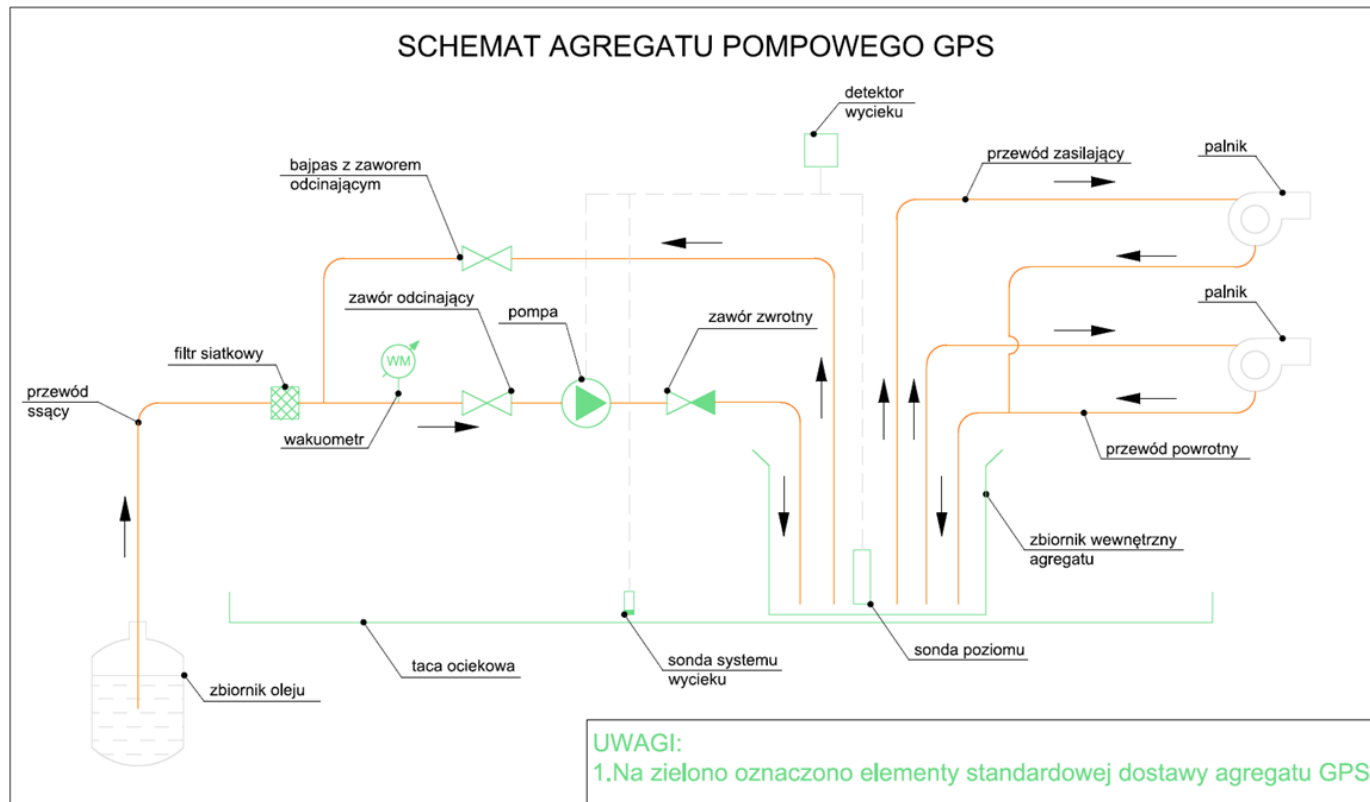 SCHEMAT AGREGATU POMPOWEGO GPS
detektor
wycieku
przewód zasilający
palnik
bajpas z zaworem
odcinającym
zawór odcinający
pompa
zawór zwrotny
palnik
filtr siatkowy
WM
przewód
ssący
wakuometr
przewód powrotny
zbiornik wewnętrzny
agregatu
taca ociekowa
sonda systemu
wycieku
sonda poziomu
zbiornik oleju
UWAGI:
1.Na zielono oznaczono elementy standardowej dostawy agregatu GPS